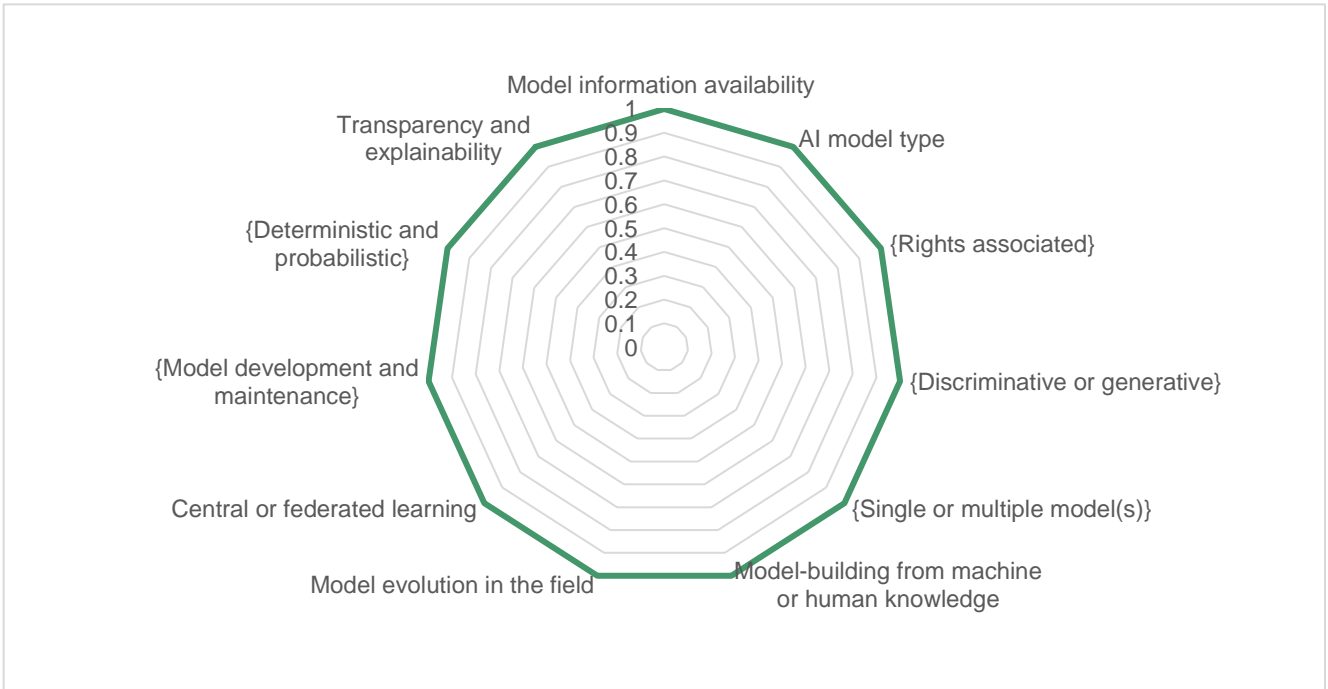 Model information availability
1
0.9
0.8
0.7
0.6
0.5
0.4
0.3
0.2
0.1
0
AI model type
{Rights associated}
{Discriminative or generative}
{Single or multiple model(s)}
Model-building from machine
or human knowledge
Model evolution in the field
Central or federated learning
{Model development and
maintenance}
{Deterministic and
probabilistic}
Transparency and
explainability